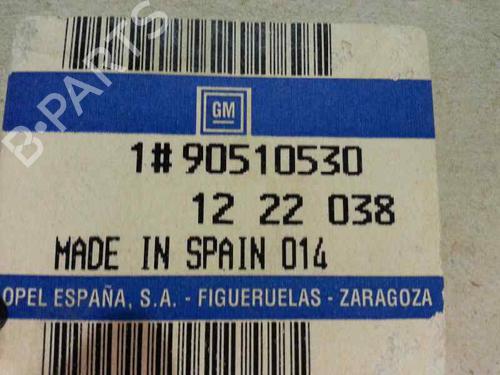 GM
1#90510530
12 22 038
MADE IN SPAIN 014
OPEL ESPAÑA, S.A. - FIGUERUELAS - ZARAGOZA
B-PARTS